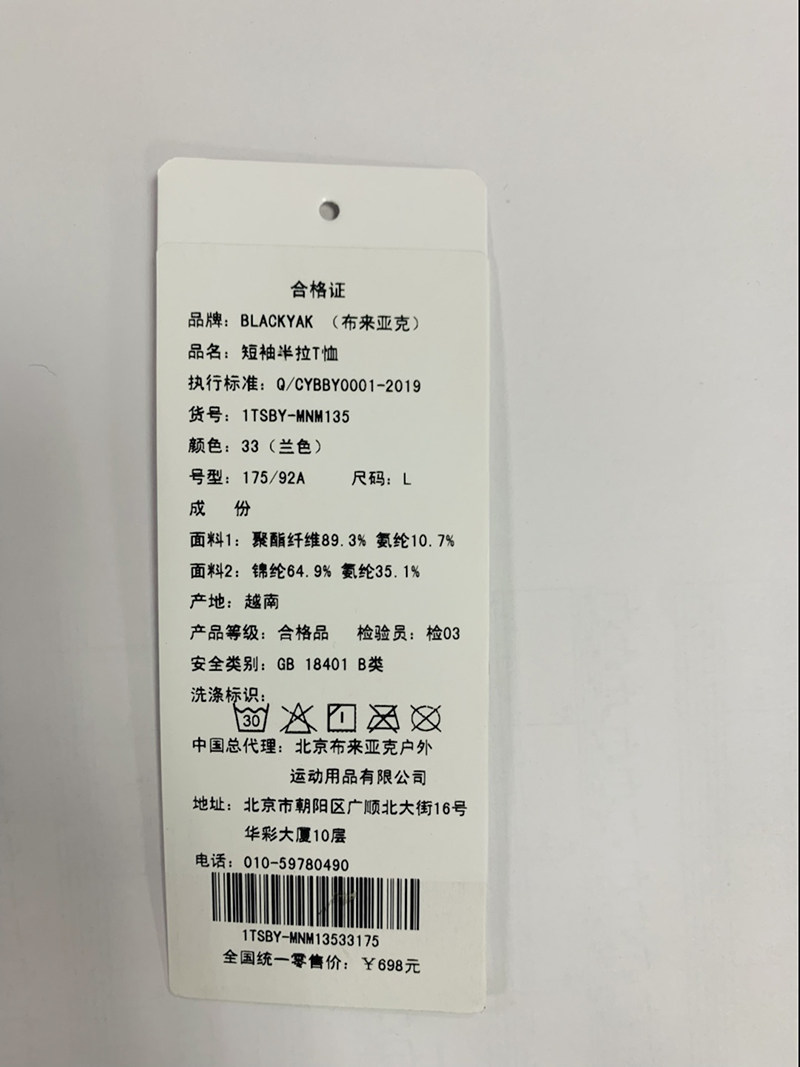 合格证
品牌：BLACKYAK （布来亚克）
品名：短袖半拉T恤
执行标准：Q/CYBBY0001-2019
货号：1TSBY-MNM135
颜色：33（兰色）
号型：175/92A 尺码：L
成 份
面料1：聚酯纤维89.3% 氨纶10.7%
面料2：锦纶64.9% 氨纶35.1%
产地：越南
产品等级：合格品 检验员：检03
安全类别：GB 18401 B类
洗涤标识：
30
中国总代理：北京布来亚克户外
运动用品有限公司
地址：北京市朝阳区广顺北大街16号
华彩大厦10层
电话：010-59780490
1TSBY-MNM13533175
全国统一零售价：￥698元